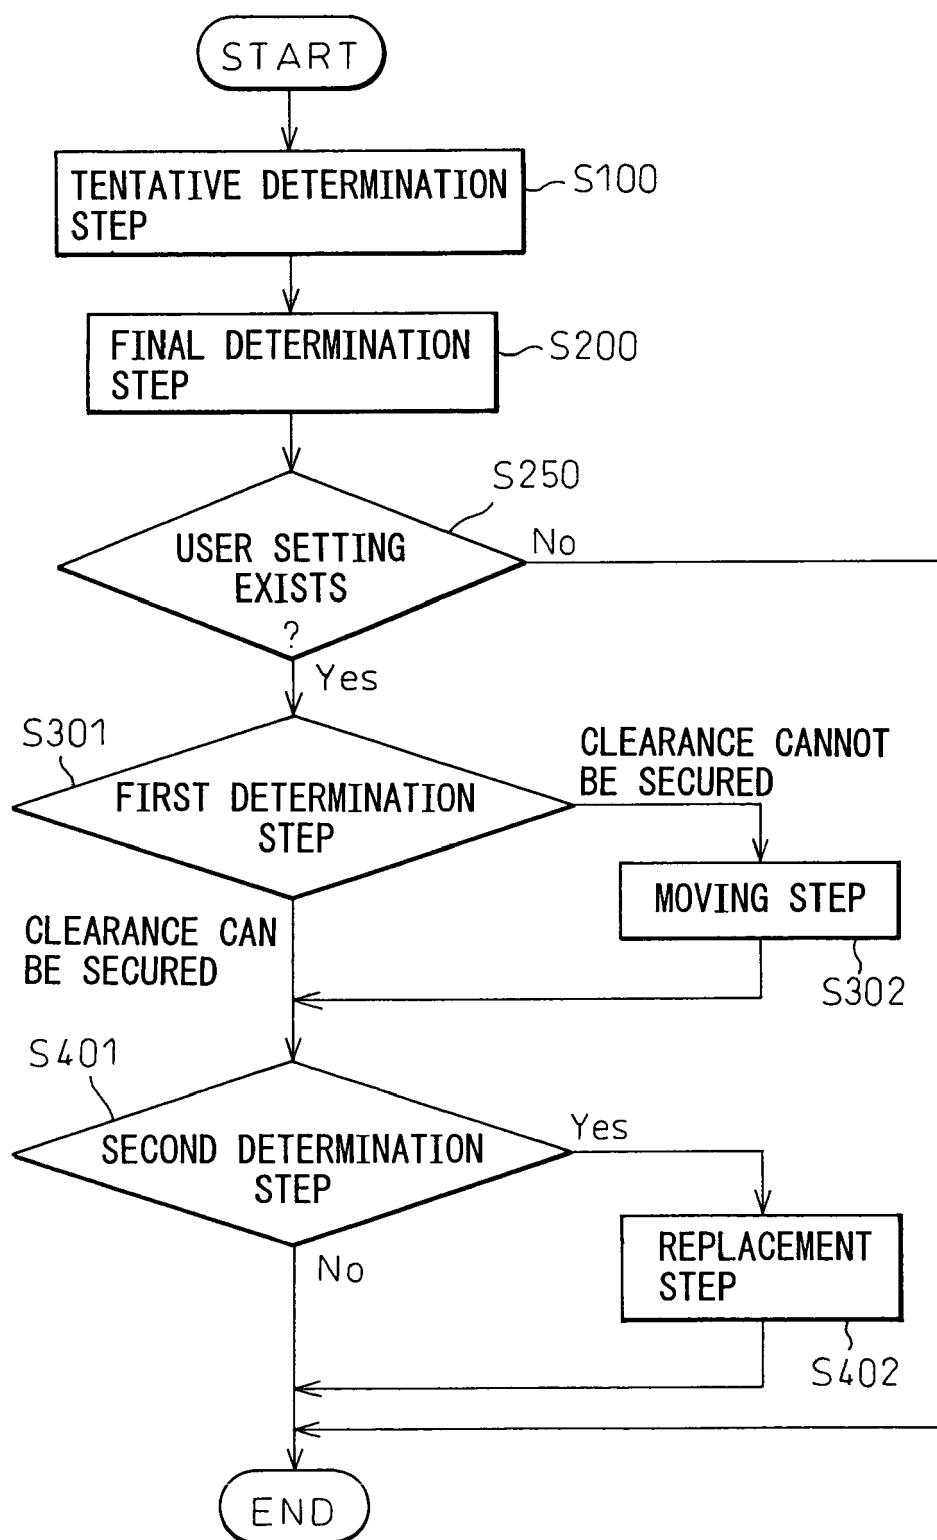 START
TENTATIVE DETERMINATION
STEP
S100
FINAL DETERMINATION
STEP
S200
S250
USER SETTING
EXISTS
?
No
Yes
S301
FIRST DETERMINATION
STEP
CLEARANCE CANNOT
BE SECURED
MOVING STEP
S302
CLEARANCE CAN
BE SECURED
S401
SECOND DETERMINATION
STEP
Yes
REPLACEMENT
STEP
S402
No
END